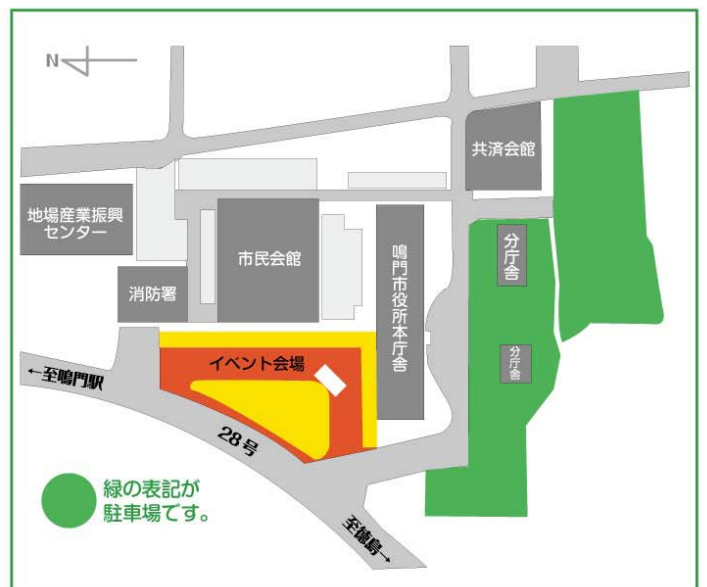 N
共済会館
地場産業振興
センター
市民会館
鳴門市役所本庁舎
分庁舎
消防署
分庁舎
イベント会場
←至鳴門駅
28号
緑の表記が
駐車場です。
至徳島→